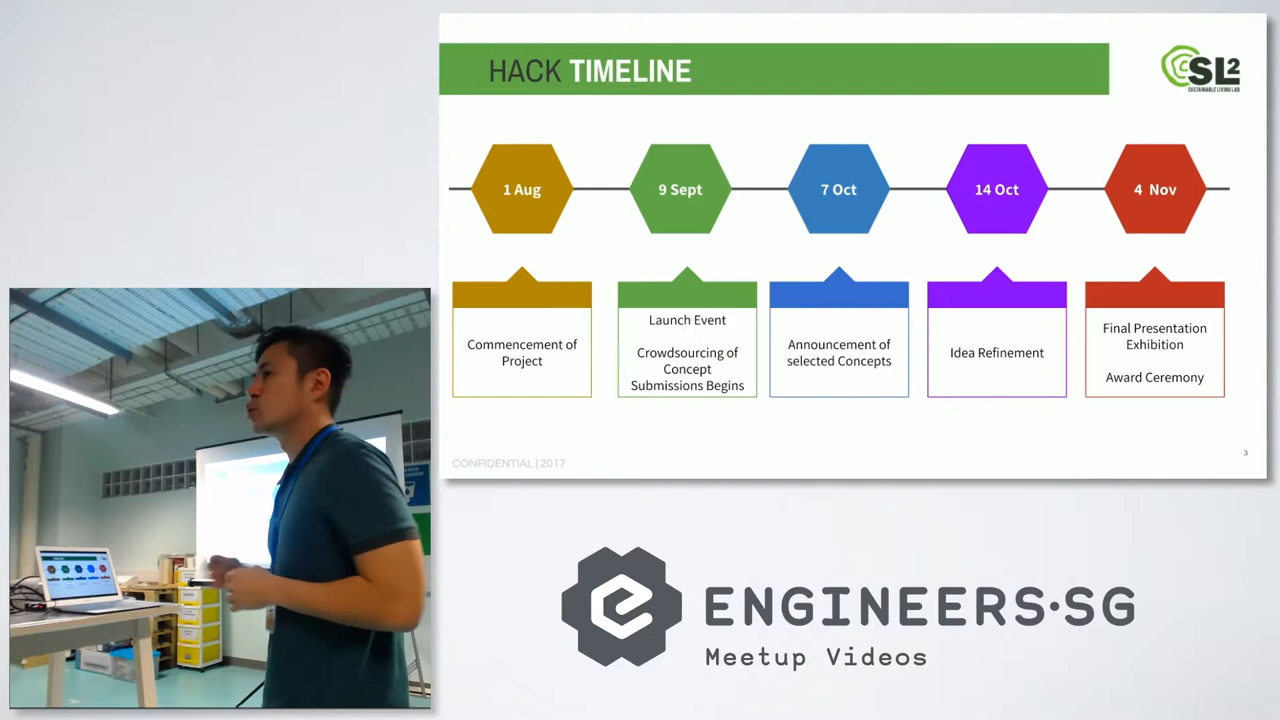 HACK TIMELINE
SL2
SUSTAINABLE LIVING LAB
1 Aug
9 Sept
7 Oct
14 Oct
4 Nov
Commencement of
Project
Launch Event
Crowdsourcing of
Concept
Submissions Begins
Announcement of
selected Concepts
Idea Refinement
Final Presentation
Exhibition
Award Ceremony
CONFIDENTIAL | 2017
3
ENGINEERS·SG
Meetup Videos